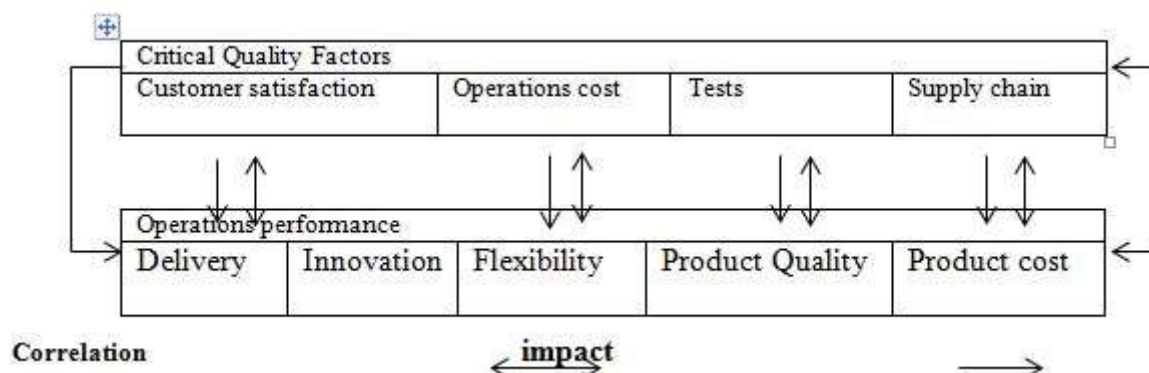 Critical Quality Factors
Customer satisfaction Operations cost Tests Supply chain
Operations performance
Delivery Innovation Flexibility Product Quality Product cost
Correlation impact